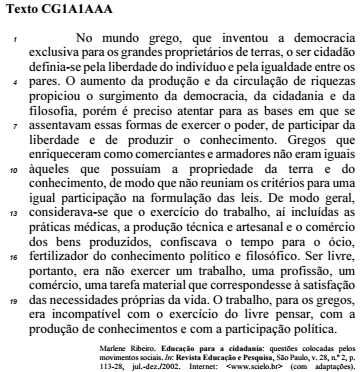 Texto CG1A1AAA
1 No mundo grego, que inventou a democracia
exclusiva para os grandes proprietários de terras, o ser cidadão
definia-se pela liberdade do indivíduo e pela igualdade entre os
4 pares. O aumento da produção e da circulação de riquezas
propiciou o surgimento da democracia, da cidadania e da
filosofia, porém é preciso atentar para as bases em que se
7 assentavam essas formas de exercer o poder, de participar da
liberdade e de produzir o conhecimento. Gregos que
enriqueceram como comerciantes e armadores não eram iguais
10 àqueles que possuíam a propriedade da terra e do
conhecimento, de modo que não reuniam os critérios para uma
igual participação na formulação das leis. De modo geral,
13 considerava-se que o exercício do trabalho, aí incluídas as
práticas médicas, a produção técnica e artesanal e o comércio
dos bens produzidos, confiscava o tempo para o ócio,
16 fertilizador do conhecimento político e filosófico. Ser livre,
portanto, era não exercer um trabalho, uma profissão, um
comércio, uma tarefa material que correspondesse à satisfação
19 das necessidades próprias da vida. O trabalho, para os gregos,
era incompatível com o exercício do livre pensar, com a
produção de conhecimentos e com a participação política.
Marlene Ribeiro. Educação para a cidadania: questões colocadas pelos
movimentos sociais. In: Revista Educação e Pesquisa, São Paulo, v. 28, n.º 2, p.
113-28, jul.-dez./2002. Internet: <www.scielo.br> (com adaptações).